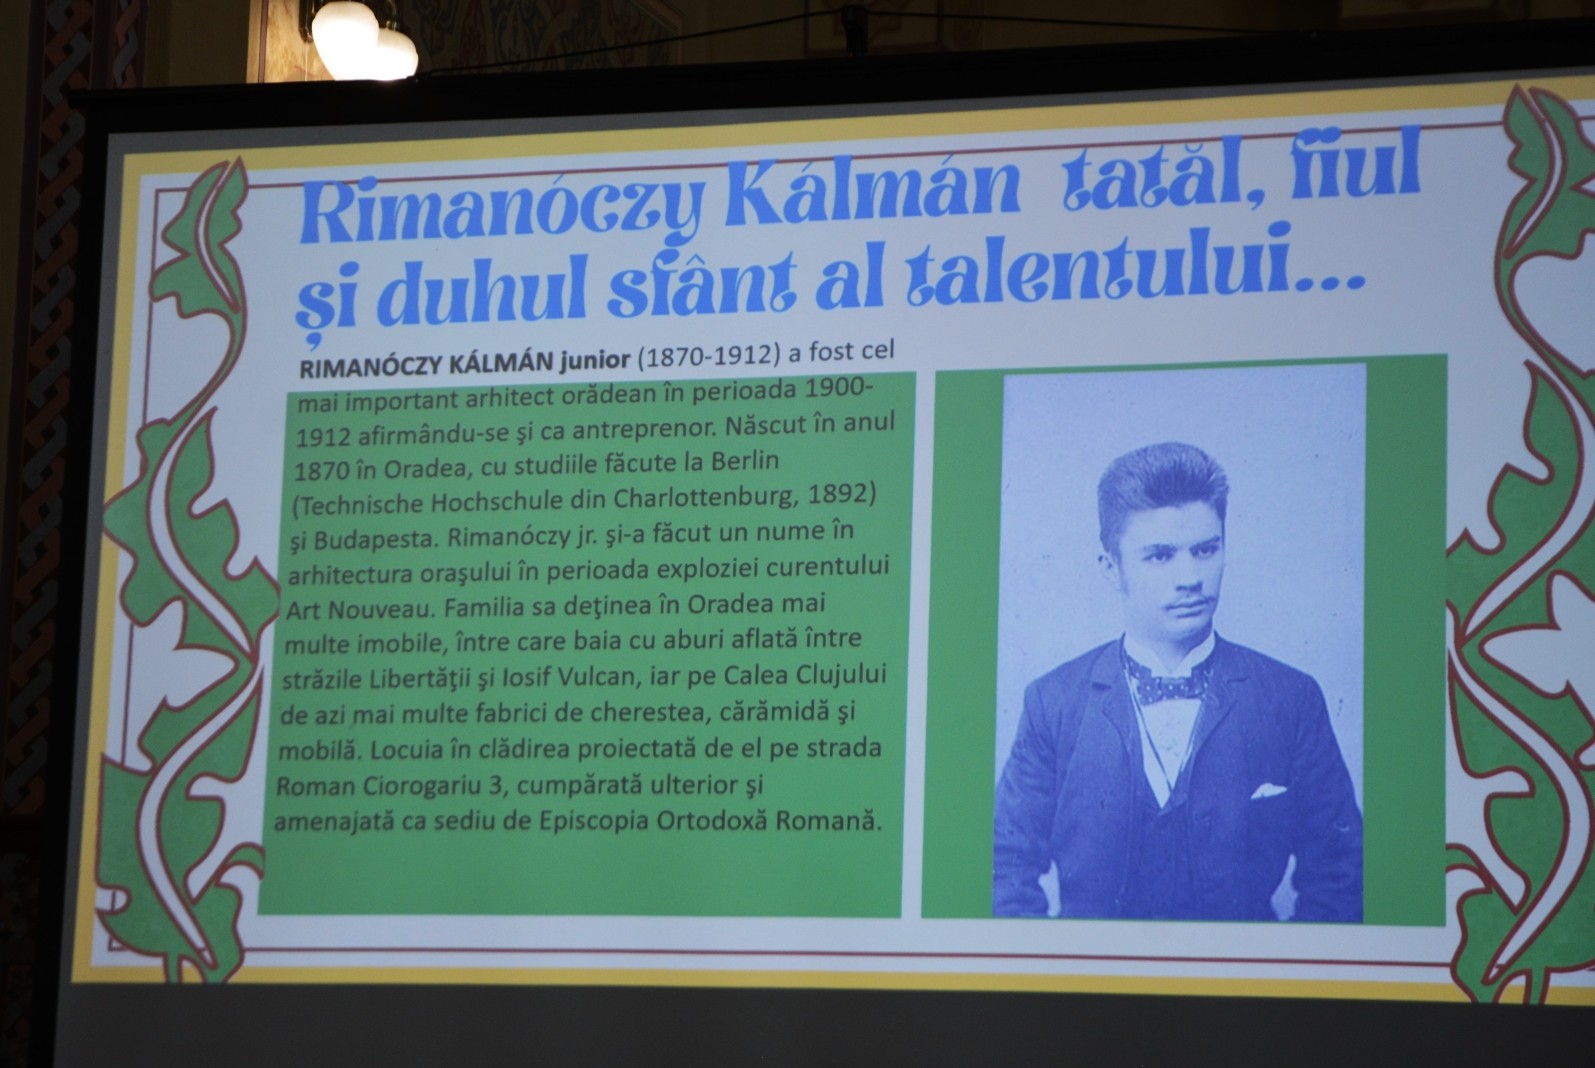 Rimanóczy Kálmán tatăl, fiul
și duhul sfânt al talentului...
RIMANÓCZY KÁLMÁN junior (1870-1912) a fost cel
mai important arhitect orădean în perioada 1900-
1912 afirmându-se şi ca antreprenor. Născut în anul
1870 în Oradea, cu studiile făcute la Berlin
(Technische Hochschule din Charlottenburg, 1892)
şi Budapesta. Rimanóczy jr. şi-a făcut un nume în
arhitectura oraşului în perioada exploziei curentului
Art Nouveau. Familia sa deţinea în Oradea mai
multe imobile, între care baia cu aburi aflată între
străzile Libertăţii şi Iosif Vulcan, iar pe Calea Clujului
de azi mai multe fabrici de cherestea, cărămidă şi
mobilă. Locuia în clădirea proiectată de el pe strada
Roman Ciorogariu 3, cumpărată ulterior şi
amenajată ca sediu de Episcopia Ortodoxă Romană.